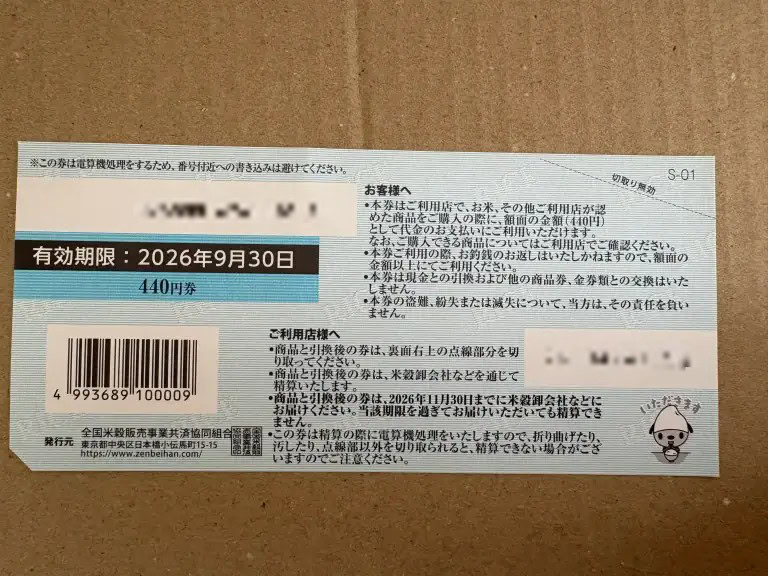 ※この券は電算機処理をするため、番号付近への書き込みは避けてください。
切取り無効
S-01
有効期限：2026年9月30日
440円券
お客様へ
•本券はご利用店で、お米、その他ご利用店が認
めた商品をご購入の際に、額面の金額(440円)
として代金のお支払いにご利用いただけます。
なお、ご購入できる商品についてはご利用店でご確認ください。
•本券ご利用の際、お釣銭のお返しはいたしかねますので、額面の
金額以上にてご利用ください。
•本券は現金との引換および他の商品券、金券類との交換はいた
しません。
•本券の盗難、紛失または滅失について、当方は、その責任を負い
ません。
4 993689 100009
ご利用店様へ
•商品と引換後の券は、裏面右上の点線部分を切
り取ってください。
•商品と引換後の券は、米穀卸会社などを通じて
精算いたします。
•商品と引換後の券は、2026年11月30日までに米穀卸会社などに
お届けください。当該期限を過ぎてお届けいただいても精算でき
ません。
•この券は精算の際に電算機処理をいたしますので、折り曲げたり、
汚したり、点線部以外を切り取られると、精算できない場合がござ
いますのでご注意ください。
発行元
全国米穀販売事業共済協同組合
東京都中央区日本橋小伝馬町15-15
https://www.zenbeihan.com/
いただきます